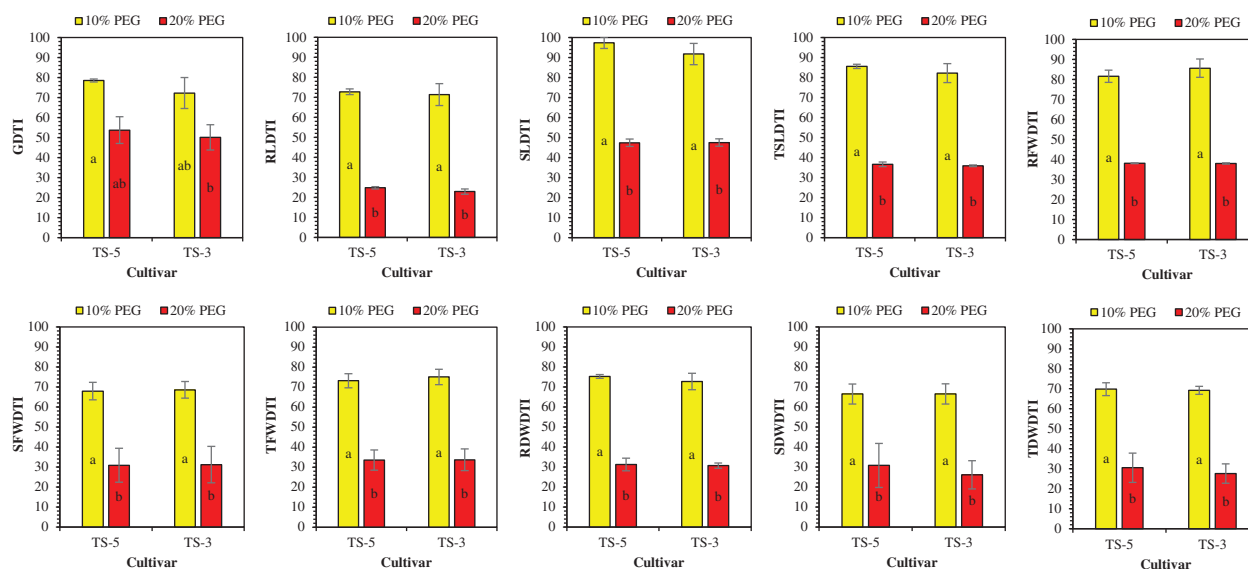 10% PEG 20% PEG
100
90
80
70
60
50
40
30
20
10
0
GDTI
a
ab
ab
b
TS-5 TS-3
Cultivar
10% PEG 20% PEG
100
90
80
70
60
50
40
30
20
10
0
RLDTI
a
b
a
b
TS-5 TS-3
Cultivar
10% PEG 20% PEG
100
90
80
70
60
50
40
30
20
10
0
SLDTI
a
b
a
b
TS-5 TS-3
Cultivar
10% PEG 20% PEG
100
90
80
70
60
50
40
30
20
10
0
TSLDTI
a
b
a
b
TS-5 TS-3
Cultivar
10% PEG 20% PEG
100
90
80
70
60
50
40
30
20
10
0
RFWDTI
a
b
a
b
TS-5 TS-3
Cultivar
10% PEG 20% PEG
100
90
80
70
60
50
40
30
20
10
0
SFWDTI
a
b
a
b
TS-5 TS-3
Cultivar
10% PEG 20% PEG
100
90
80
70
60
50
40
30
20
10
0
TFWDTI
a
b
a
b
TS-5 TS-3
Cultivar
10% PEG 20% PEG
100
90
80
70
60
50
40
30
20
10
0
RDWDTI
a
b
a
b
TS-5 TS-3
Cultivar
10% PEG 20% PEG
100
90
80
70
60
50
40
30
20
10
0
SDWDTI
a
b
a
b
TS-5 TS-3
Cultivar
10% PEG 20% PEG
100
90
80
70
60
50
40
30
20
10
0
TDWDTI
a
b
a
b
TS-5 TS-3
Cultivar